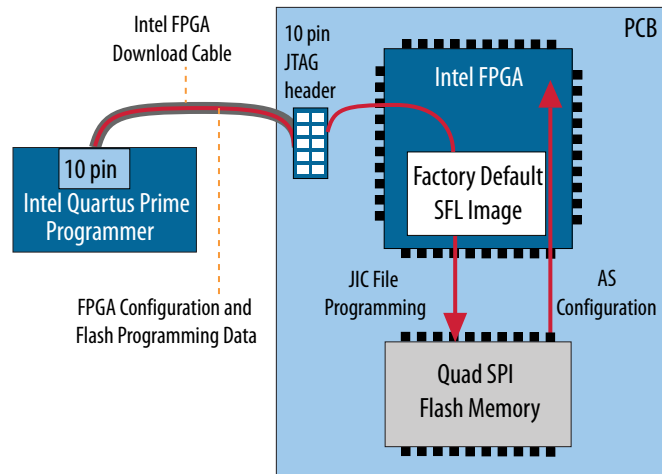 Intel FPGA
Download Cable
10 pin
JTAG
header
PCB
Intel FPGA
10 pin
Intel Quartus Prime
Programmer
Factory Default
SFL Image
FPGA Configuration and
Flash Programming Data
JIC File
Programming
AS
Configuration
Quad SPI
Flash Memory